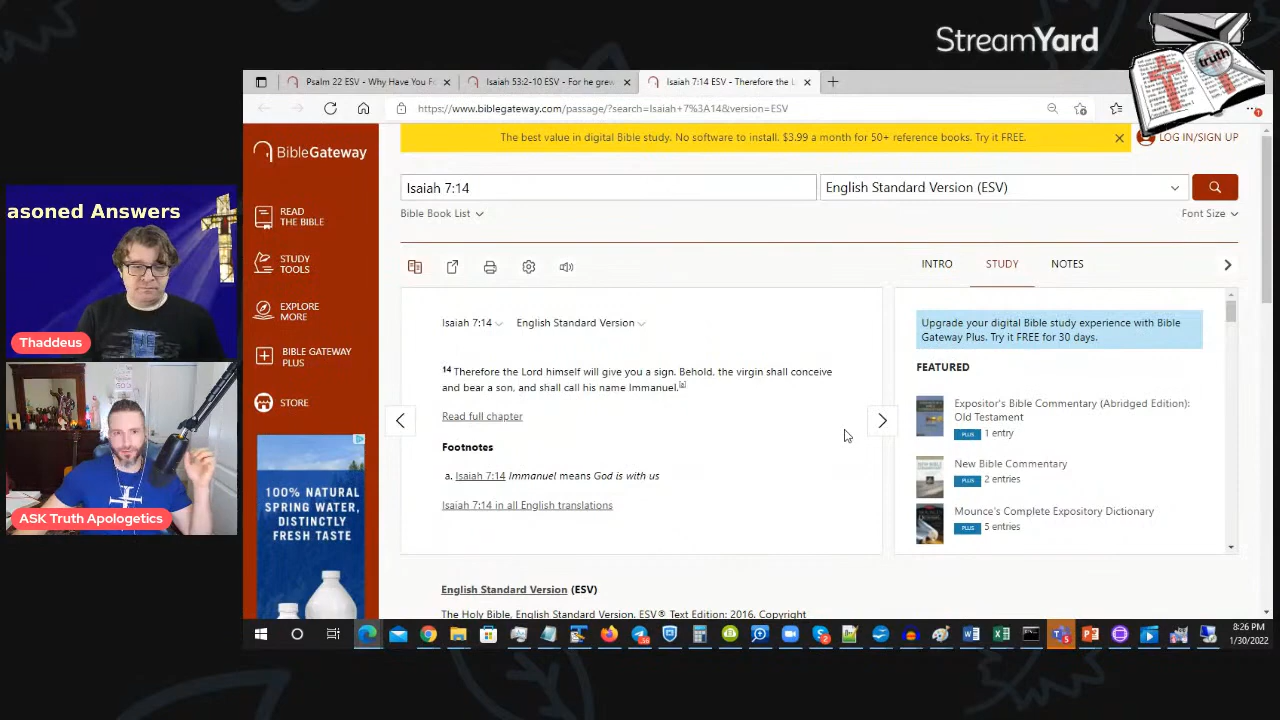 StreamYard
truth
Psalm 22 ESV - Why Have You Fo
Isaiah 53:2-10 ESV - For he grew
Isaiah 7:14 ESV - Therefore the L
https://www.biblegateway.com/passage/?search=Isaiah+7%3A14&version=ESV
The best value in digital Bible study. No software to install. $3.99 a month for 50+ reference books. Try it FREE.
LOG IN/SIGN UP
BibleGateway
Isaiah 7:14
English Standard Version (ESV)
Bible Book List
Font Size
READ
THE BIBLE
STUDY
TOOLS
EXPLORE
MORE
BIBLE GATEWAY
PLUS
STORE
INTRO
STUDY
NOTES
Isaiah 7:14
English Standard Version
14 Therefore the Lord himself will give you a sign. Behold, the virgin shall conceive
and bear a son, and shall call his name Immanuel.[a]
Read full chapter
Footnotes
a. Isaiah 7:14 Immanuel means God is with us
Isaiah 7:14 in all English translations
Upgrade your digital Bible study experience with Bible
Gateway Plus. Try it FREE for 30 days.
FEATURED
Expositor's Bible Commentary (Abridged Edition):
Old Testament
PLUS 1 entry
New Bible Commentary
PLUS 2 entries
Mounce's Complete Expository Dictionary
PLUS 5 entries
English Standard Version (ESV)
The Holy Bible, English Standard Version. ESV® Text Edition: 2016. Copyright
100% NATURAL
SPRING WATER,
DISTINCTLY
FRESH TASTE
asoned Answers
Thaddeus
ASK Truth Apologetics
8:26 PM
1/30/2022